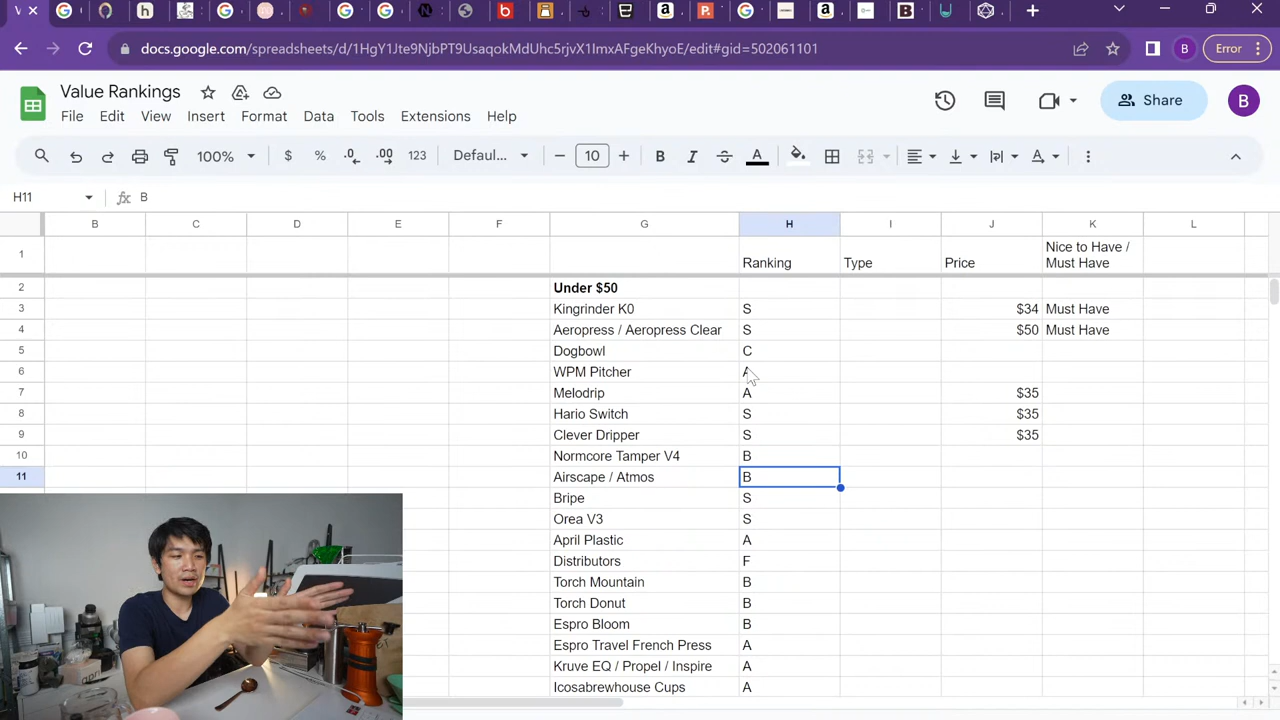 docs.google.com/spreadsheets/d/1HgY1Jte9NjbPT9UsaqokMdUhc5rjvX1ImxAFgeKhyoE/edit#gid=502061101
B
Error
Value Rankings
File Edit View Insert Format Data Tools Extensions Help
Share
B
100% $ % .0 .00 123 Defaul... 10 B I A
H11 fx B
B C D E F G H I J K L
1 Ranking Type Price Nice to Have /
Must Have
2 Under $50
3 Kingrinder K0 S $34 Must Have
4 Aeropress / Aeropress Clear S $50 Must Have
5 Dogbowl C
6 WPM Pitcher A
7 Melodrip A $35
8 Hario Switch S $35
9 Clever Dripper S $35
10 Normcore Tamper V4 B
11 Airscape / Atmos B
Bripe S
Orea V3 S
April Plastic A
Distributors F
Torch Mountain B
Torch Donut B
Espro Bloom B
Espro Travel French Press A
Kruve EQ / Propel / Inspire A
Icosabrewhouse Cups A